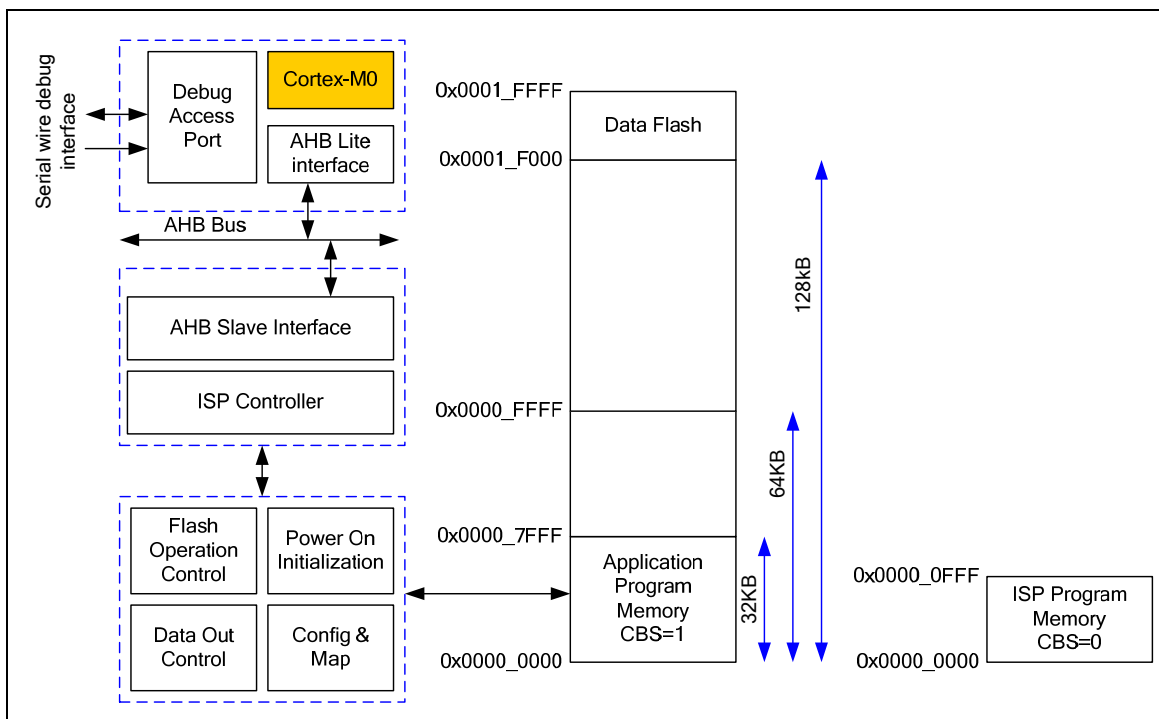 Serial wire debug
interface
Debug
Access
Port
Cortex-M0
AHB Lite
interface
AHB Bus
AHB Slave Interface
ISP Controller
Flash
Operation
Control
Power On
Initialization
Data Out
Control
Config &
Map
0x0001_FFFF
Data Flash
0x0001_F000
0x0000_FFFF
0x0000_7FFF
Application
Program
Memory
CBS=1
0x0000_0000
32KB
64KB
128kB
0x0000_0FFF
ISP Program
Memory
CBS=0
0x0000_0000